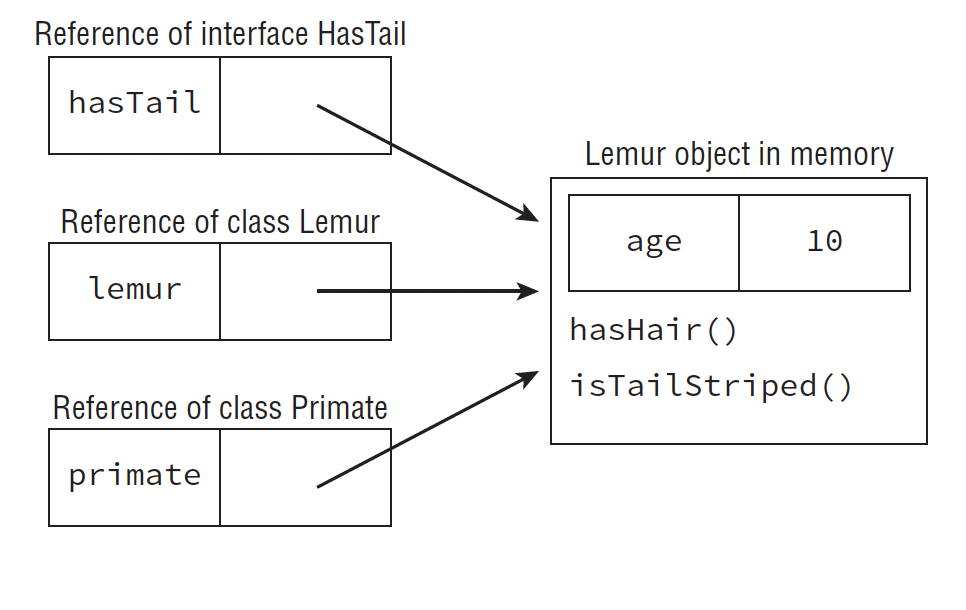 Reference of interface HasTail
hasTail
Reference of class Lemur
lemur
Reference of class Primate
primate
Lemur object in memory
age 10
hasHair()
isTailStriped()